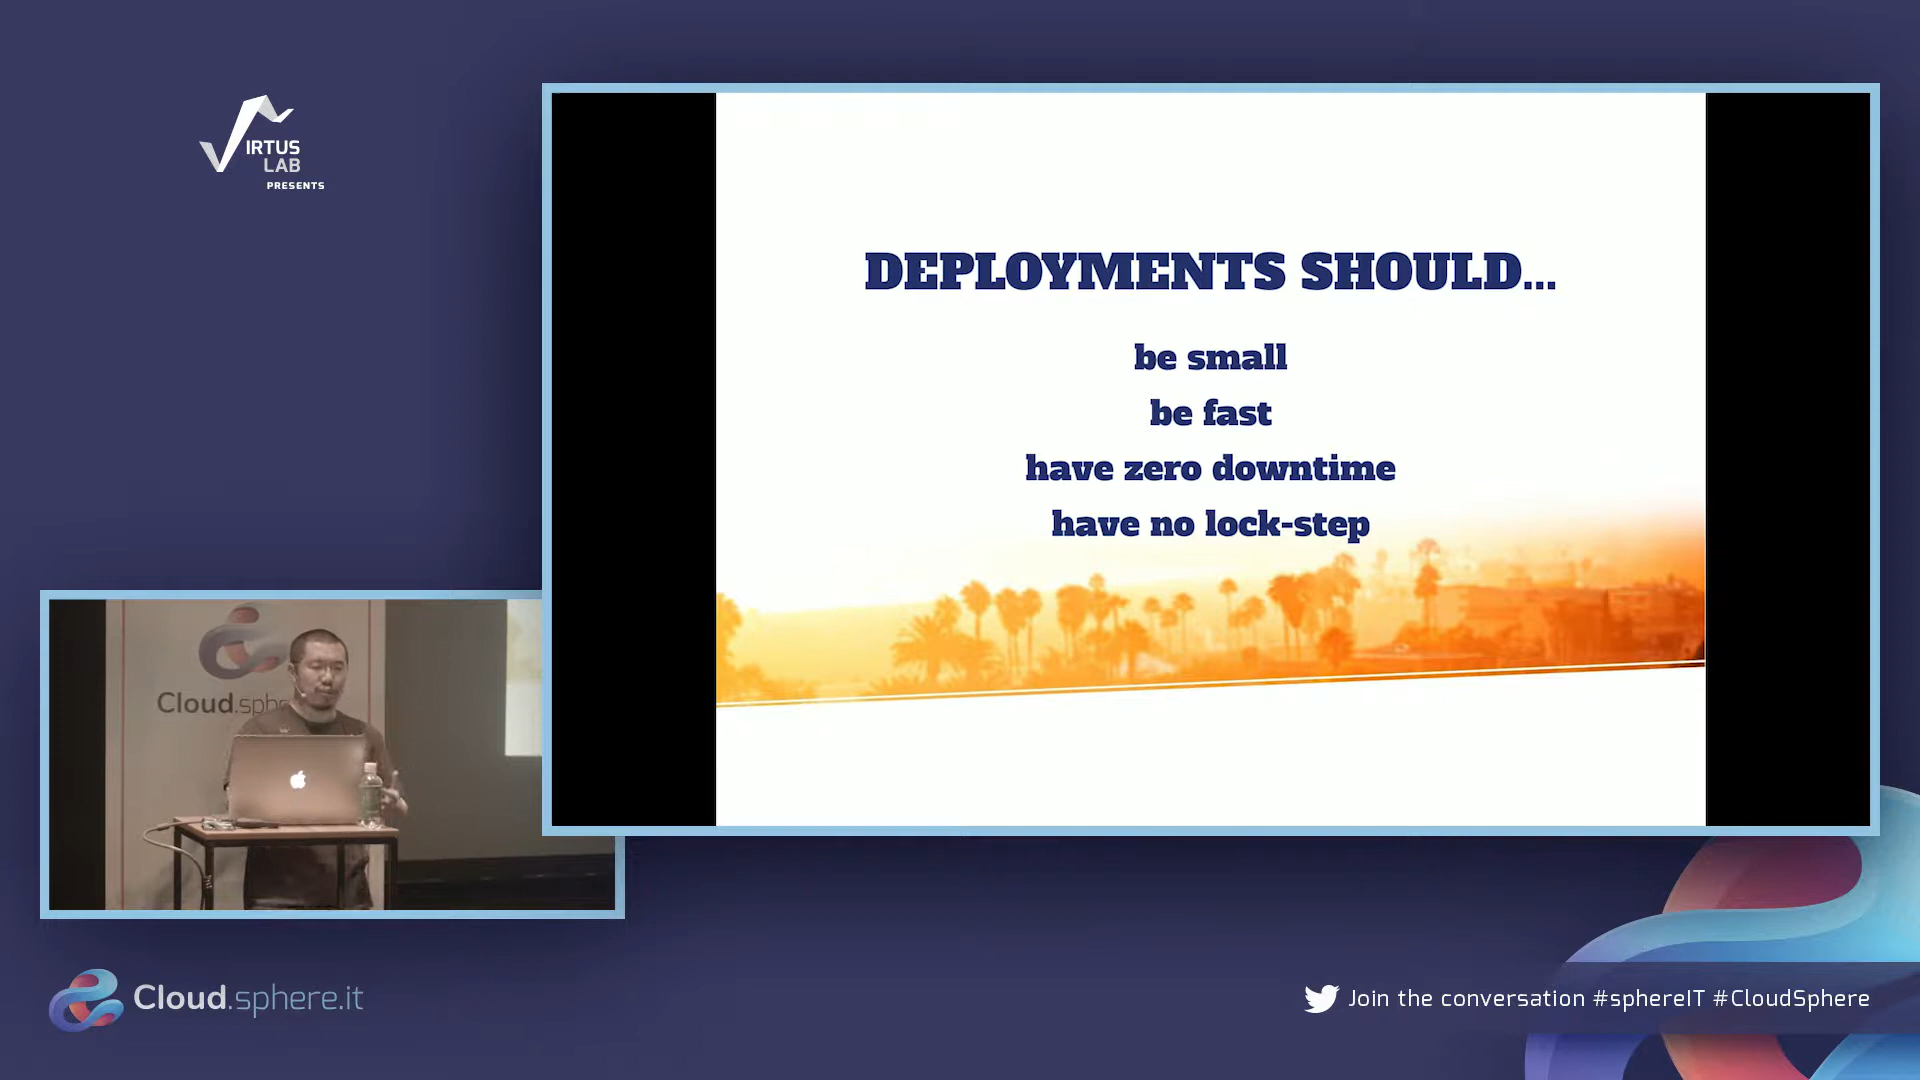 VIRTUS
LAB
PRESENTS
DEPLOYMENTS SHOULD...
be small
be fast
have zero downtime
have no lock-step
Cloud.sphe
Cloud.sphere.it
Join the conversation #sphereIT #CloudSphere